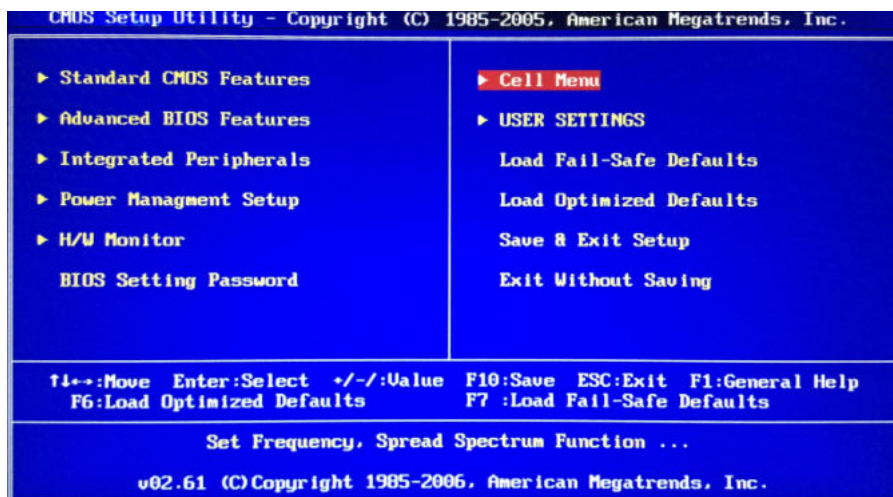 CMOS Setup Utility - Copyright (C) 1985-2005, American Megatrends, Inc.
▶ Standard CMOS Features
▶ Advanced BIOS Features
▶ Integrated Peripherals
▶ Power Managment Setup
▶ H/W Monitor
BIOS Setting Password
▶ Cell Menu
▶ USER SETTINGS
Load Fail-Safe Defaults
Load Optimized Defaults
Save & Exit Setup
Exit Without Saving
↑↓←→:Move Enter:Select +/-/:Value F10:Save ESC:Exit F1:General Help
F6:Load Optimized Defaults F7 :Load Fail-Safe Defaults
Set Frequency, Spread Spectrum Function ...
v02.61 (C)Copyright 1985-2006, American Megatrends, Inc.